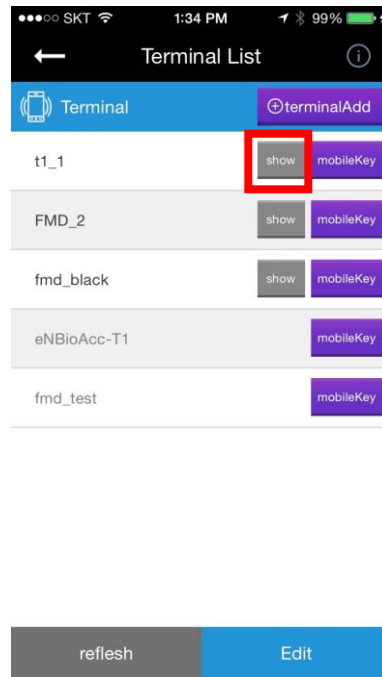 SKT 1:34 PM 99%
Terminal List
Terminal ⊕terminalAdd
t1_1 show mobileKey
FMD_2 show mobileKey
fmd_black show mobileKey
eNBioAcc-T1 mobileKey
fmd_test mobileKey
reflesh Edit